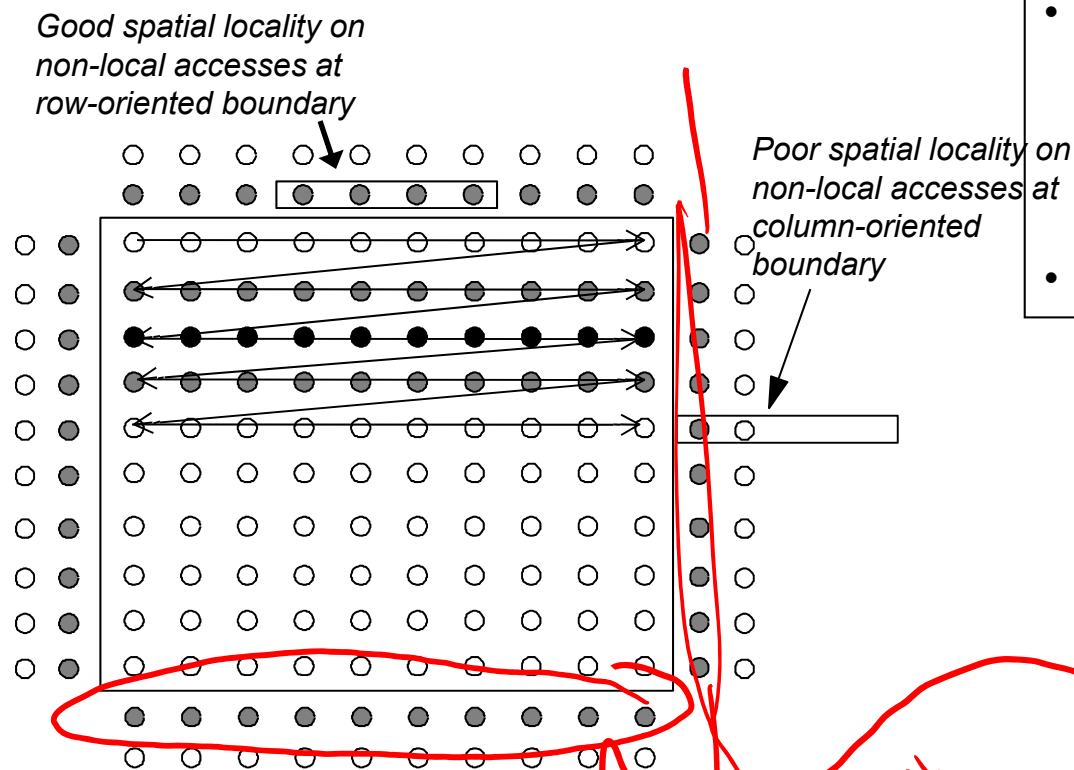 Good spatial locality on
non-local accesses at
row-oriented boundary
Poor spatial locality on
non-local accesses at
column-oriented
boundary
•
•